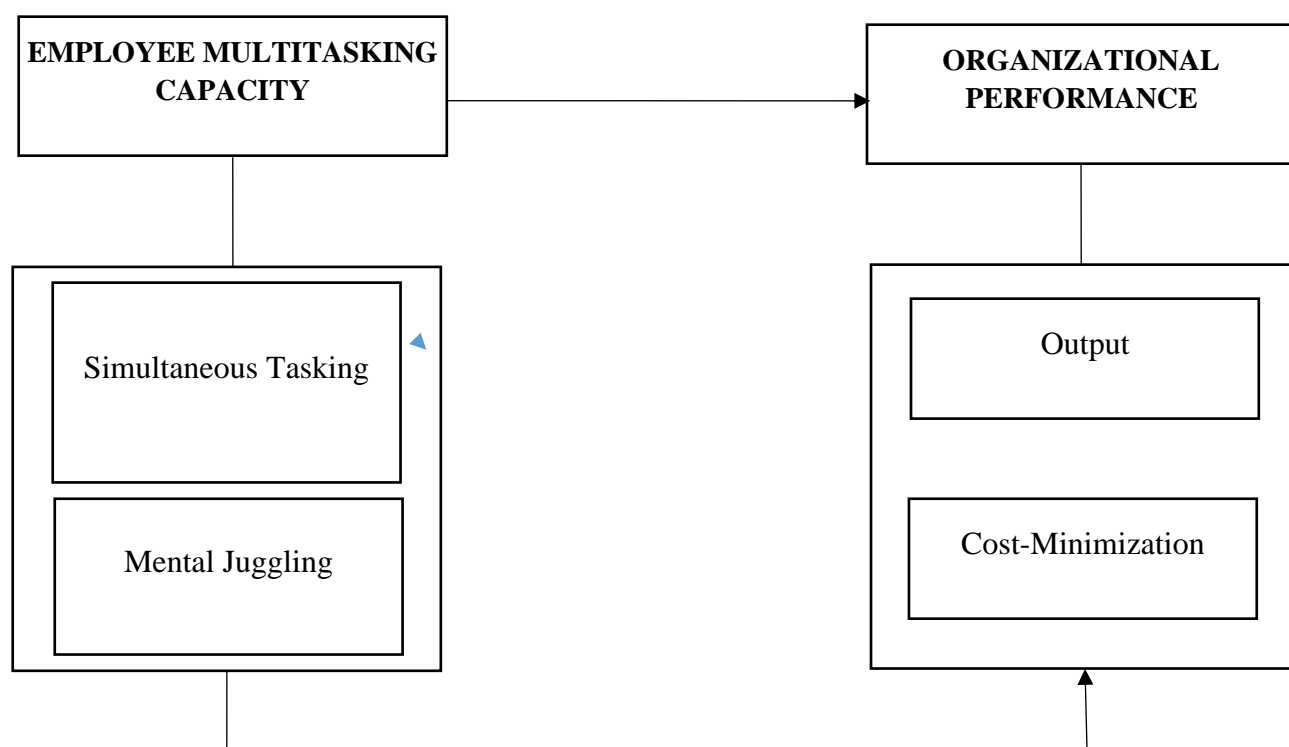 EMPLOYEE MULTITASKING
CAPACITY
ORGANIZATIONAL
PERFORMANCE
Simultaneous Tasking
Mental Juggling
Output
Cost-Minimization